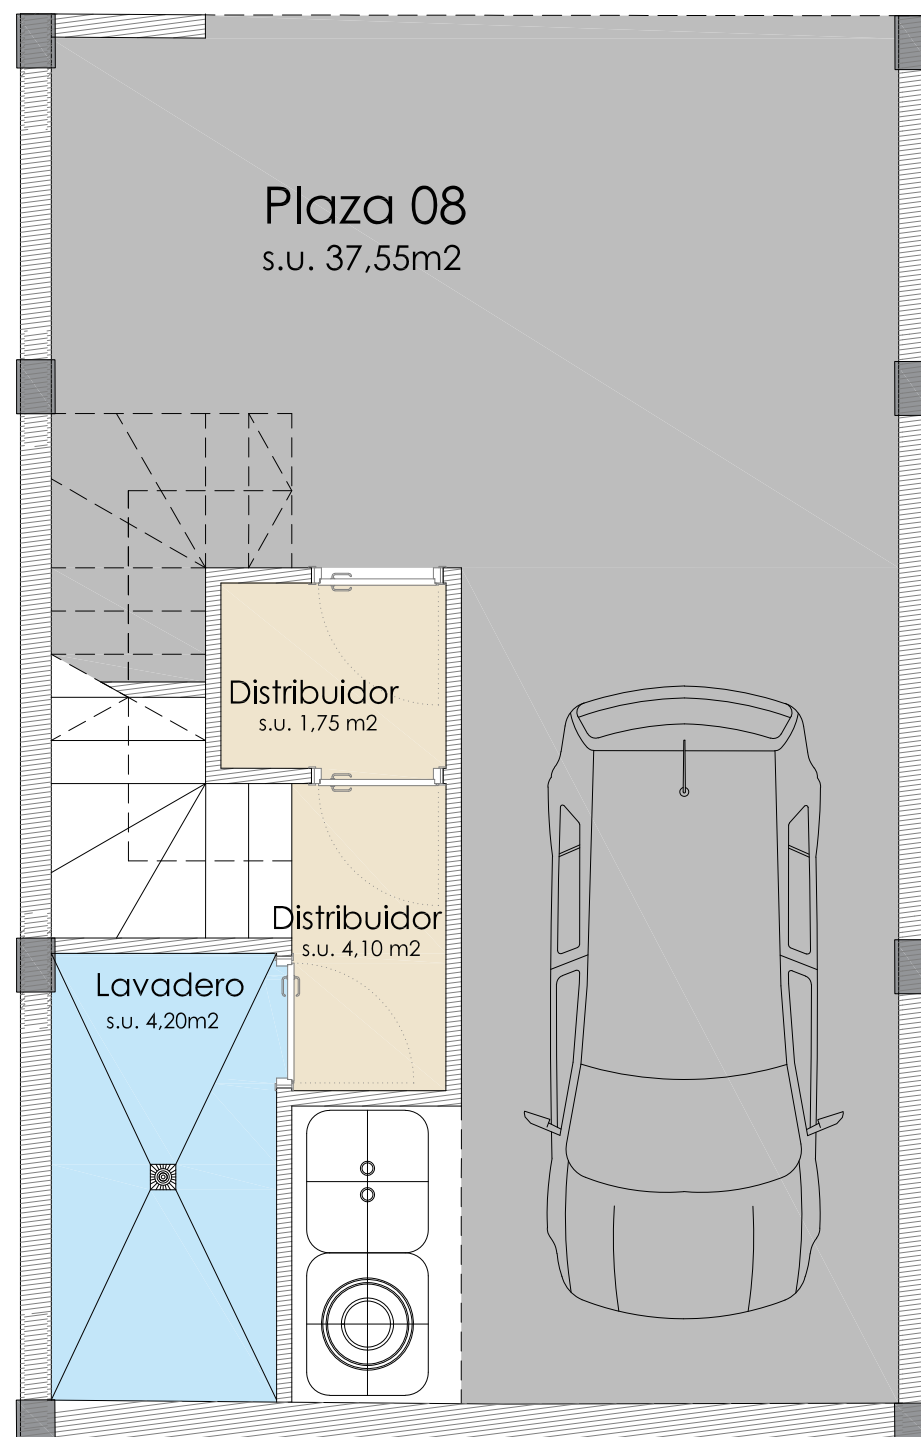 Plaza 08
s.u. 37,55m2
Distribuidor
s.u. 1,75 m2
Distribuidor
s.u. 4,10 m2
Lavadero
s.u. 4,20m2